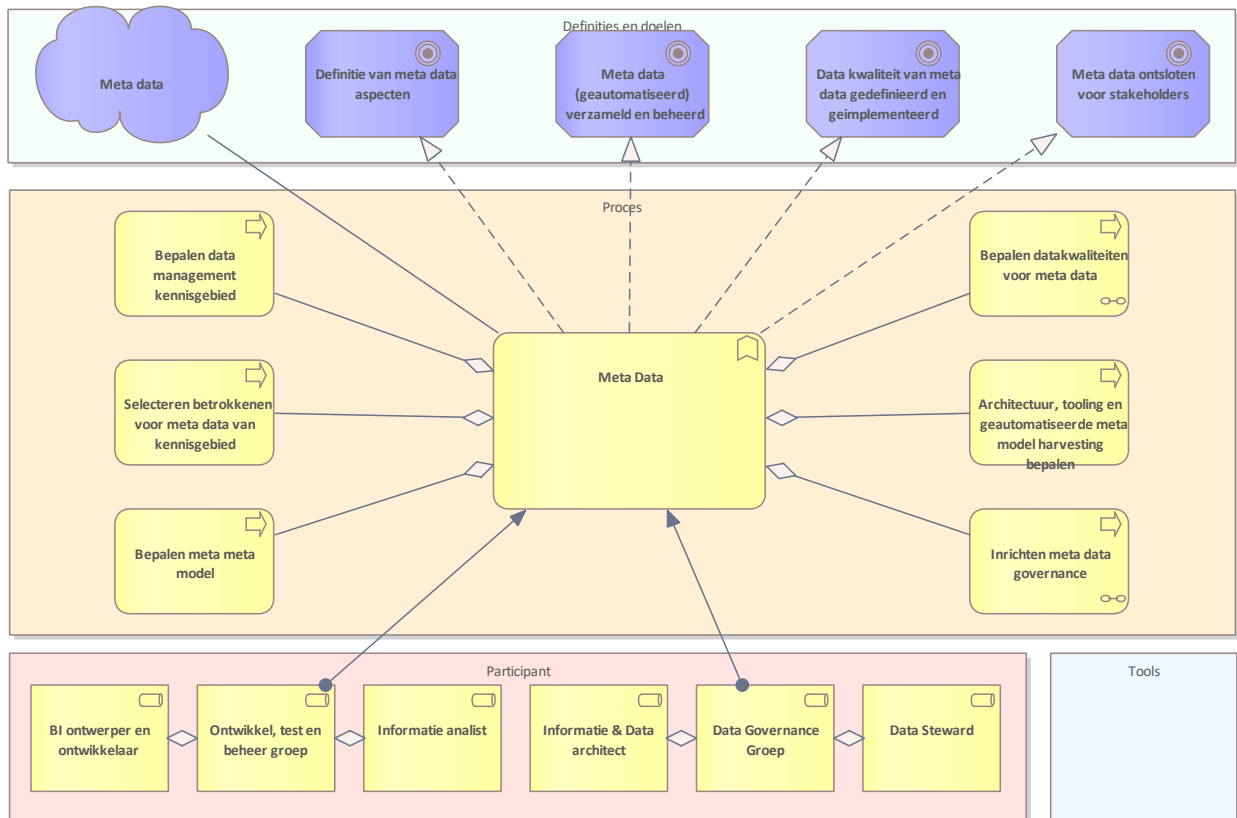 Definities en doelen
Meta data
Definitie van meta data
aspecten
Meta data
(geautomatiseerd)
verzameld en beheerd
Data kwaliteit van meta
data gedefinieerd en
geimplementeerd
Meta data ontsloten
voor stakeholders
Proces
Bepalen data
management
kennisgebied
Bepalen datakwaliteiten
voor meta data
Meta Data
Selecteren betrokkenen
voor meta data van
kennisgebied
Architectuur, tooling en
geautomatiseerde meta
model harvesting
bepalen
Bepalen meta meta
model
Inrichten meta data
governance
Participant
BI ontwerper en
ontwikkelaar
Ontwikkel, test en
beheer groep
Informatie analist
Informatie & Data
architect
Data Governance
Groep
Data Steward
Tools